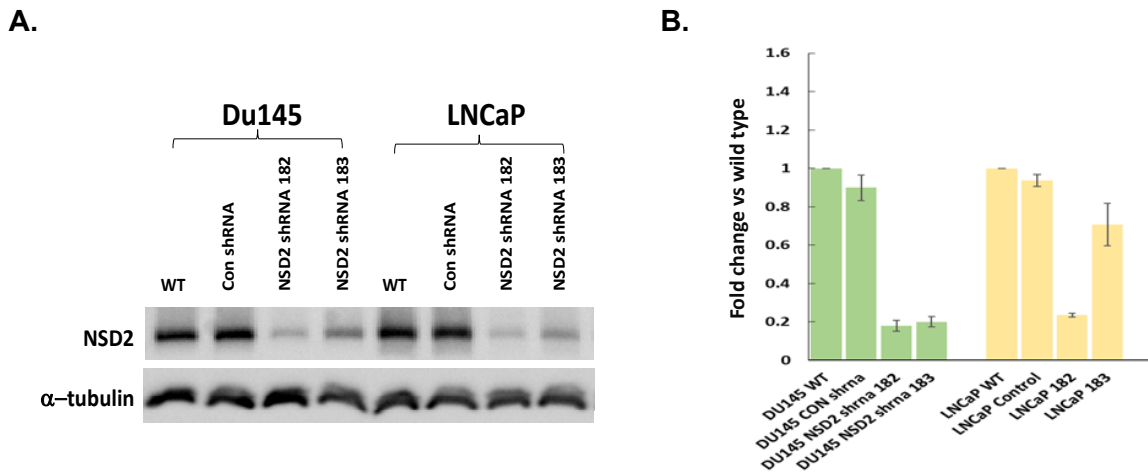 A.
Du145
LNCaP
WT
Con shRNA
NSD2 shRNA 182
NSD2 shRNA 183
WT
Con shRNA
NSD2 shRNA 182
NSD2 shRNA 183
NSD2
α–tubulin
B.
Fold change vs wild type
1.6
1.4
1.2
1
0.8
0.6
0.4
0.2
0
DU145 WT
DU145 CON shrna
DU145 NSD2 shrna 182
DU145 NSD2 shrna 183
LNCaP WT
LNCaP Control
LNCaP 182
LNCaP 183